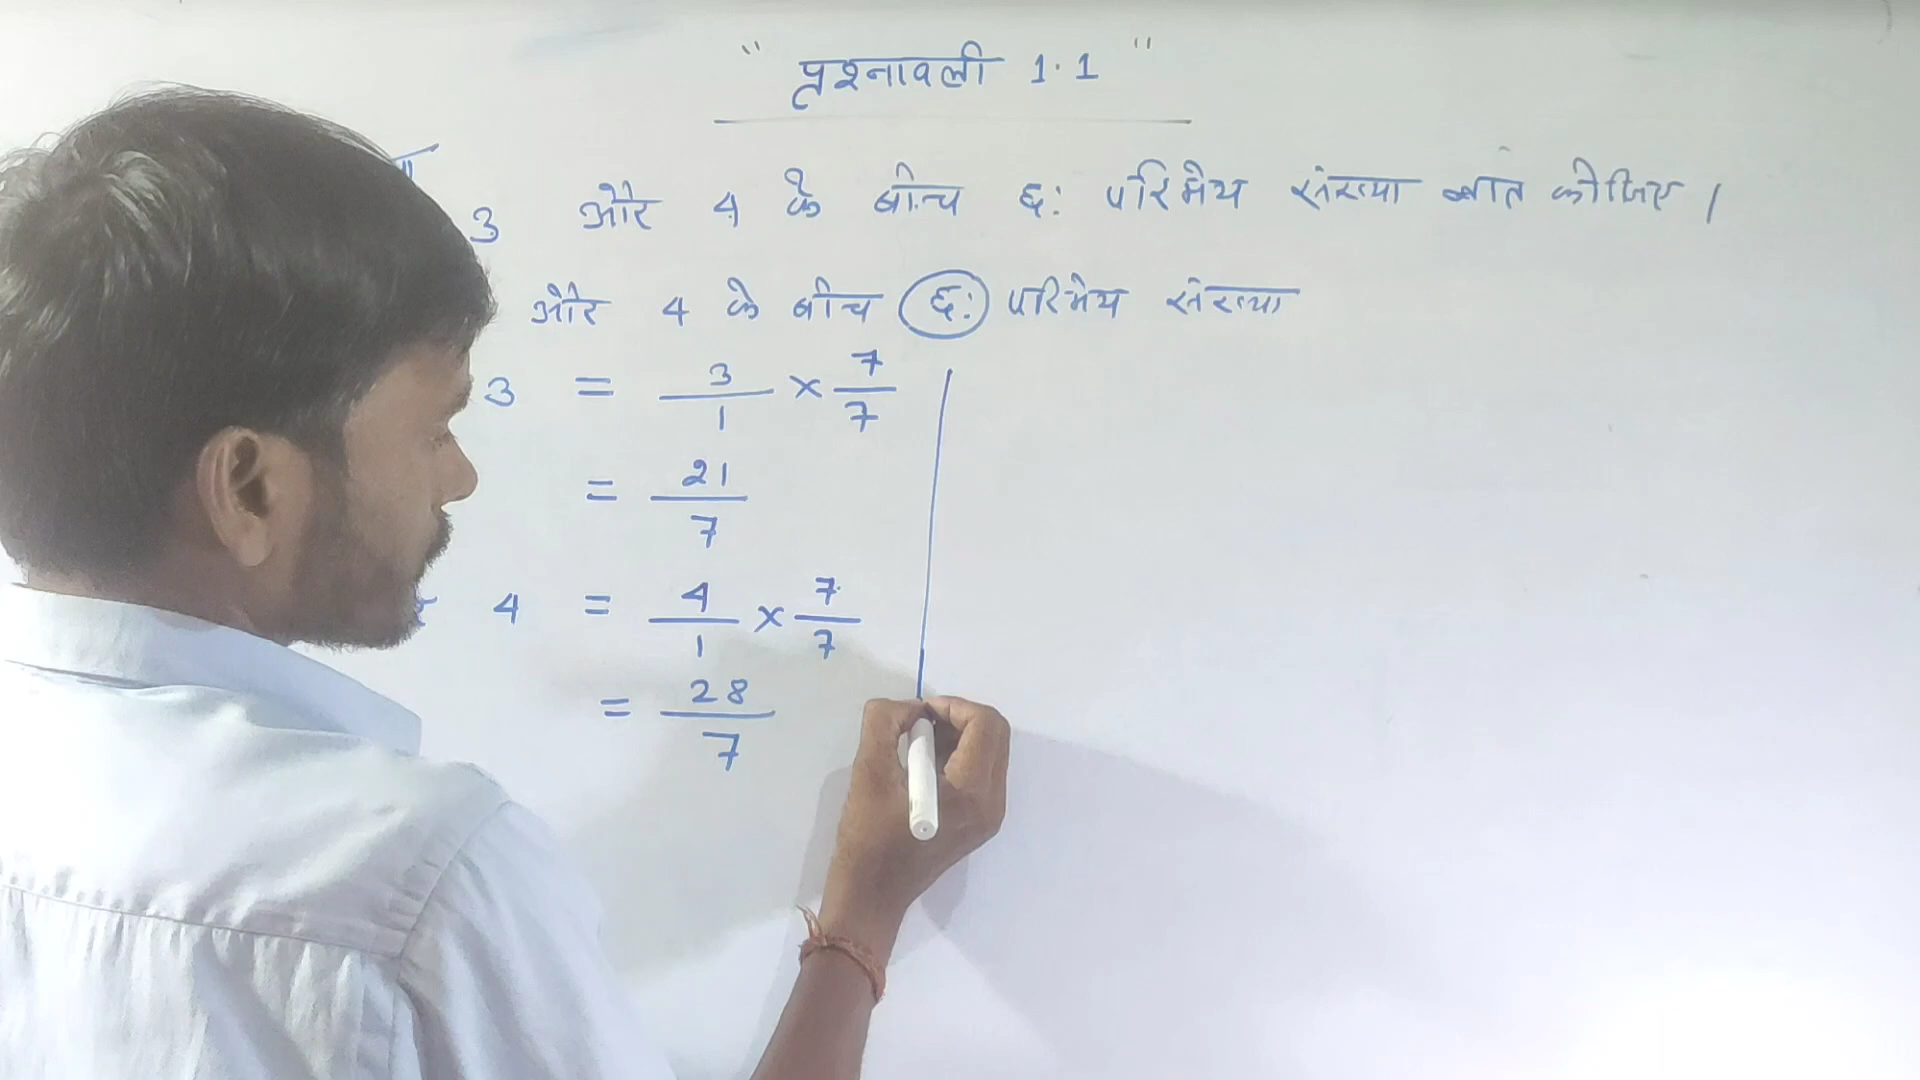 " प्रश्नावली 1.1 "
3 और 4 के बीच छ: परिमेय संख्या ज्ञात कीजिए।
और 4 के बीच छ: परिमेय संख्या
3 = 3/1 × 7/7
= 21/7
4 = 4/1 × 7/7
= 28/7